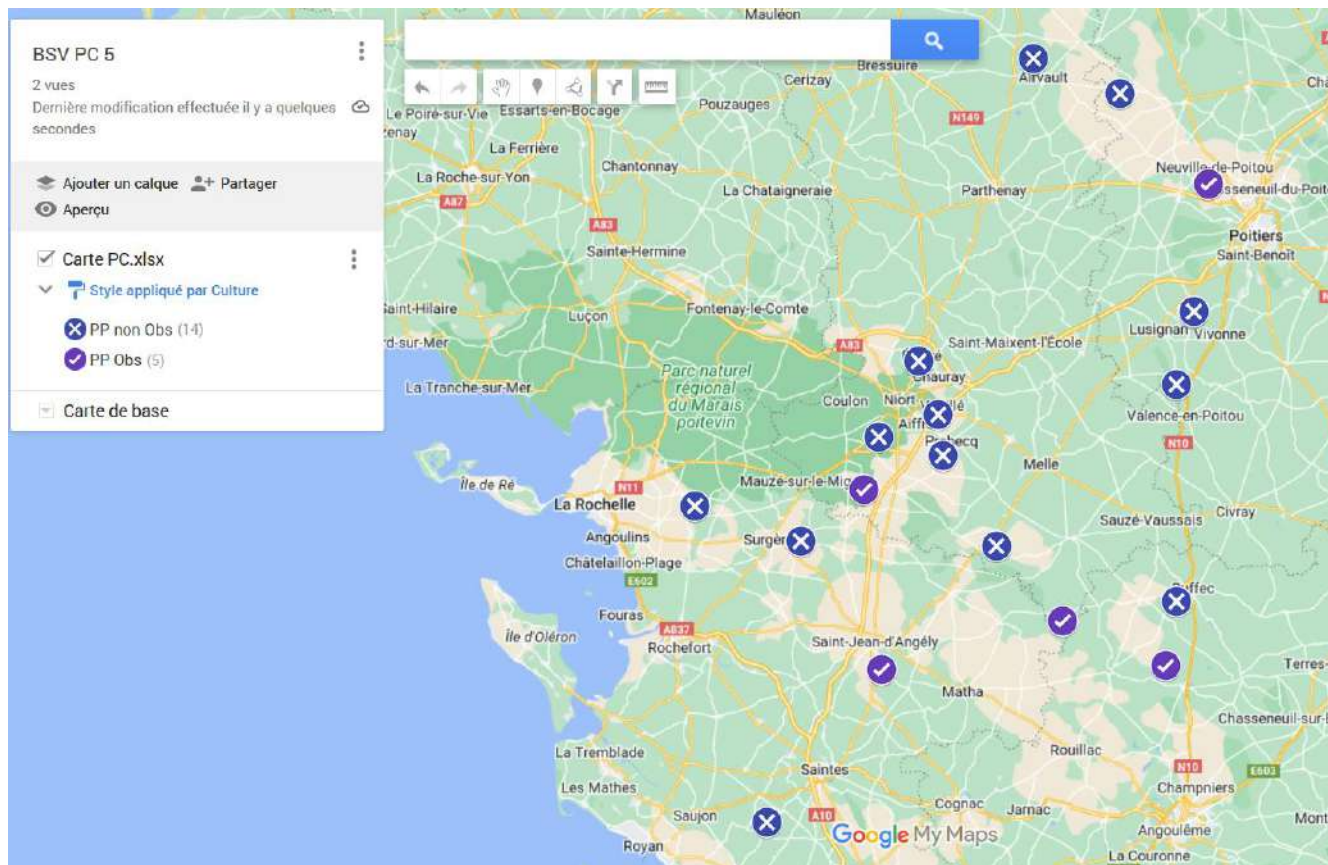 BSV PC 5
2 vues
Dernière modification effectuée il y a quelques
secondes
Ajouter un calque
Partager
Aperçu
Carte PC.xlsx
Style appliqué par Culture
PP non Obs (14)
PP Obs (5)
Carte de base
Mauléon
Bressuire
Airvault
Cerizay
Le Poiré-sur-Vie
Essarts-en-Bocage
Pouzauges
N149
La Ferrière
Chantonnay
Neuville-de-Poitou
La Roche-sur-Yon
La Chataigneraie
Parthenay
A87
A83
Poitiers
Sainte-Hermine
Saint-Benoît
Saint-Hilaire
Luçon
Fontenay-le-Comte
Lusignan
Vivonne
A83
Saint-Maixent-l'École
Parc naturel
régional
du Marais
poitevin
Chauray
La Tranche-sur-Mer
Coulon
Niort
Valence-en-Poitou
N10
Melle
Île de Ré
N11
La Rochelle
Sauzé-Vaussais
Civray
Angoulins
Châtelaillon-Plage
E602
Fouras
Île d'Oléron
A837
Rochefort
Saint-Jean-d'Angély
Matha
Rouillac
La Tremblade
Saintes
N10
E603
Les Mathes
Champniers
Saujon
A10
Cognac
Jarnac
Google My Maps
Angoulême
Royan
La Couronne